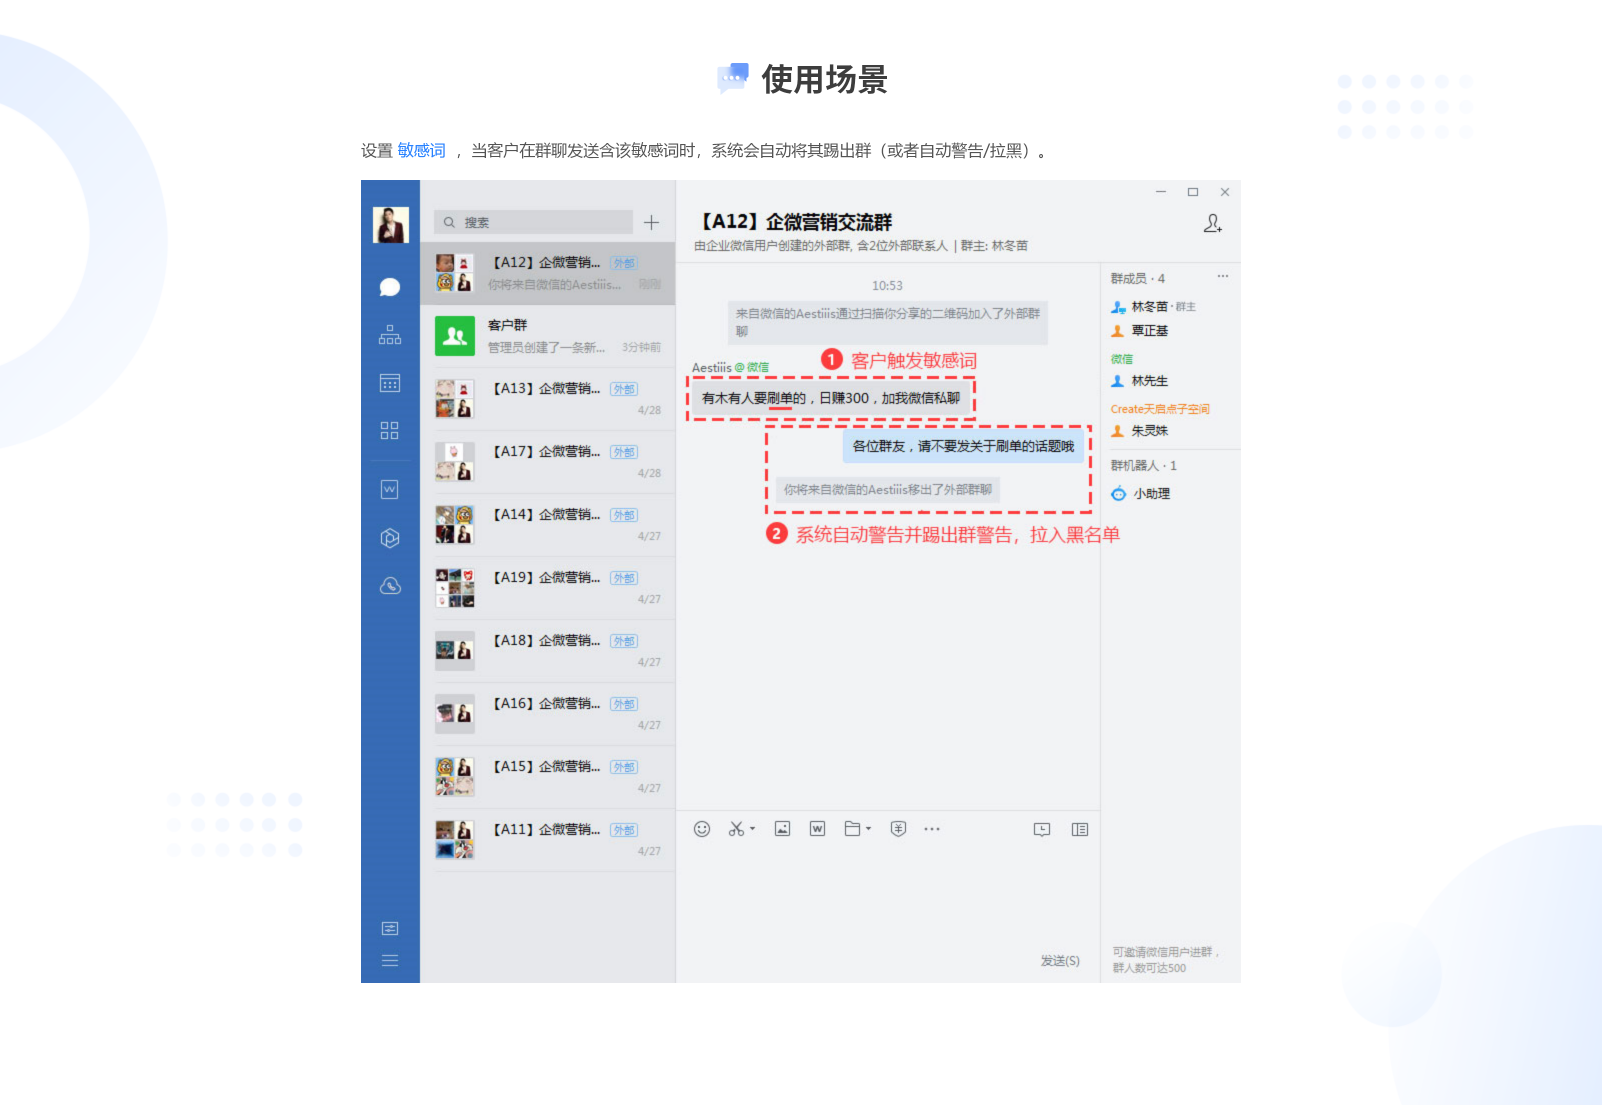 使用场景
设置 敏感词 ，当客户在群聊发送含该敏感词时，系统会自动将其踢出群（或者自动警告/拉黑）。
搜索
【A12】企微营销... 外部
你将来自微信的Aestiiis... 刚刚
客户群
管理员创建了一条新... 3分钟前
【A13】企微营销... 外部
4/28
【A17】企微营销... 外部
4/28
【A14】企微营销... 外部
4/27
【A19】企微营销... 外部
4/27
【A18】企微营销... 外部
4/27
【A16】企微营销... 外部
4/27
【A15】企微营销... 外部
4/27
【A11】企微营销... 外部
4/27
【A12】企微营销交流群
由企业微信用户创建的外部群, 含2位外部联系人 | 群主: 林冬苗
10:53
来自微信的Aestiiis通过扫描你分享的二维码加入了外部群
聊
1 客户触发敏感词
Aestiiis @微信
有木有人要刷单的，日赚300，加我微信私聊
各位群友，请不要发关于刷单的话题哦
你将来自微信的Aestiiis移出了外部群聊
2 系统自动警告并踢出群警告，拉入黑名单
发送(S)
群成员 · 4
林冬苗 · 群主
覃正基
微信
林先生
Create天启点子空间
朱灵姝
群机器人 · 1
小助理
可邀请微信用户进群，
群人数可达500